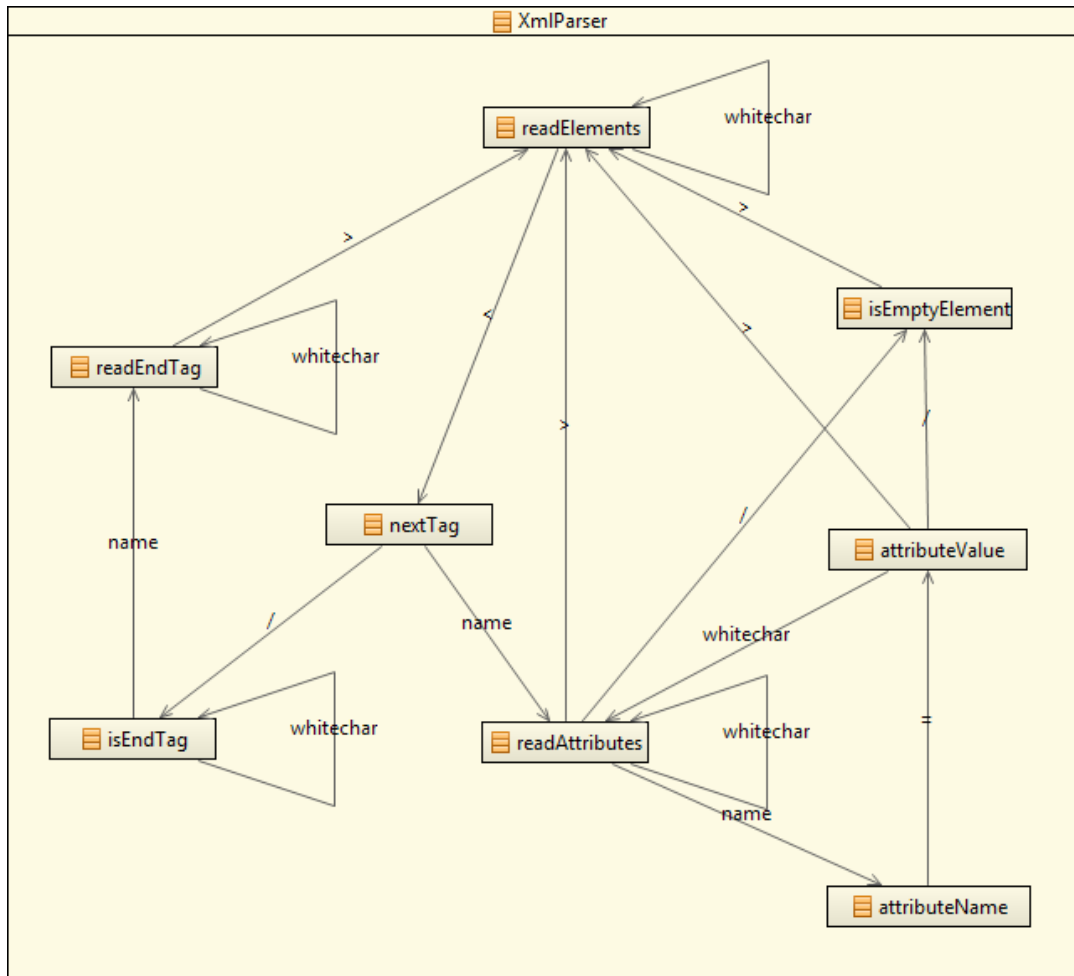 XmlParser
whitechar
readElements
>
>
isEmptyElement
<
>
whitechar
readEndTag
>
/
/
nextTag
name
attributeValue
/
name
whitechar
isEndTag
whitechar
readAttributes
whitechar
=
name
attributeName